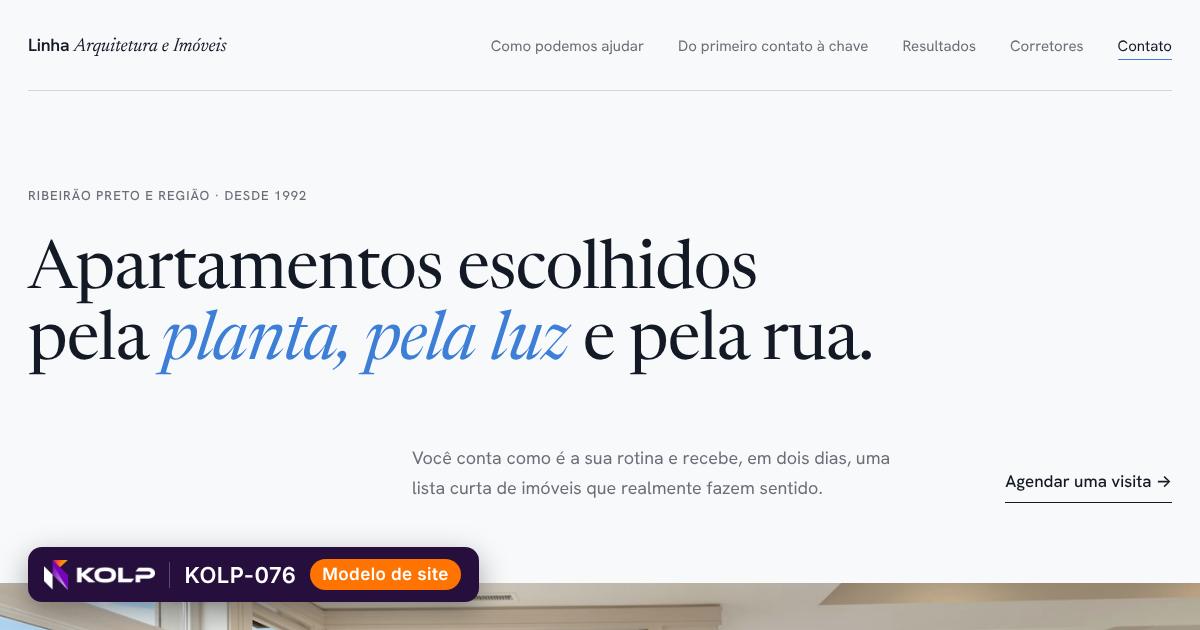 Linha Arquitetura e Imóveis
Como podemos ajudar
Do primeiro contato à chave
Resultados
Corretores
Contato
RIBEIRÃO PRETO E REGIÃO · DESDE 1992
Apartamentos escolhidos
pela planta, pela luz e pela rua.
Você conta como é a sua rotina e recebe, em dois dias, uma
lista curta de imóveis que realmente fazem sentido.
Agendar uma visita →
KOLP
KOLP-076
Modelo de site